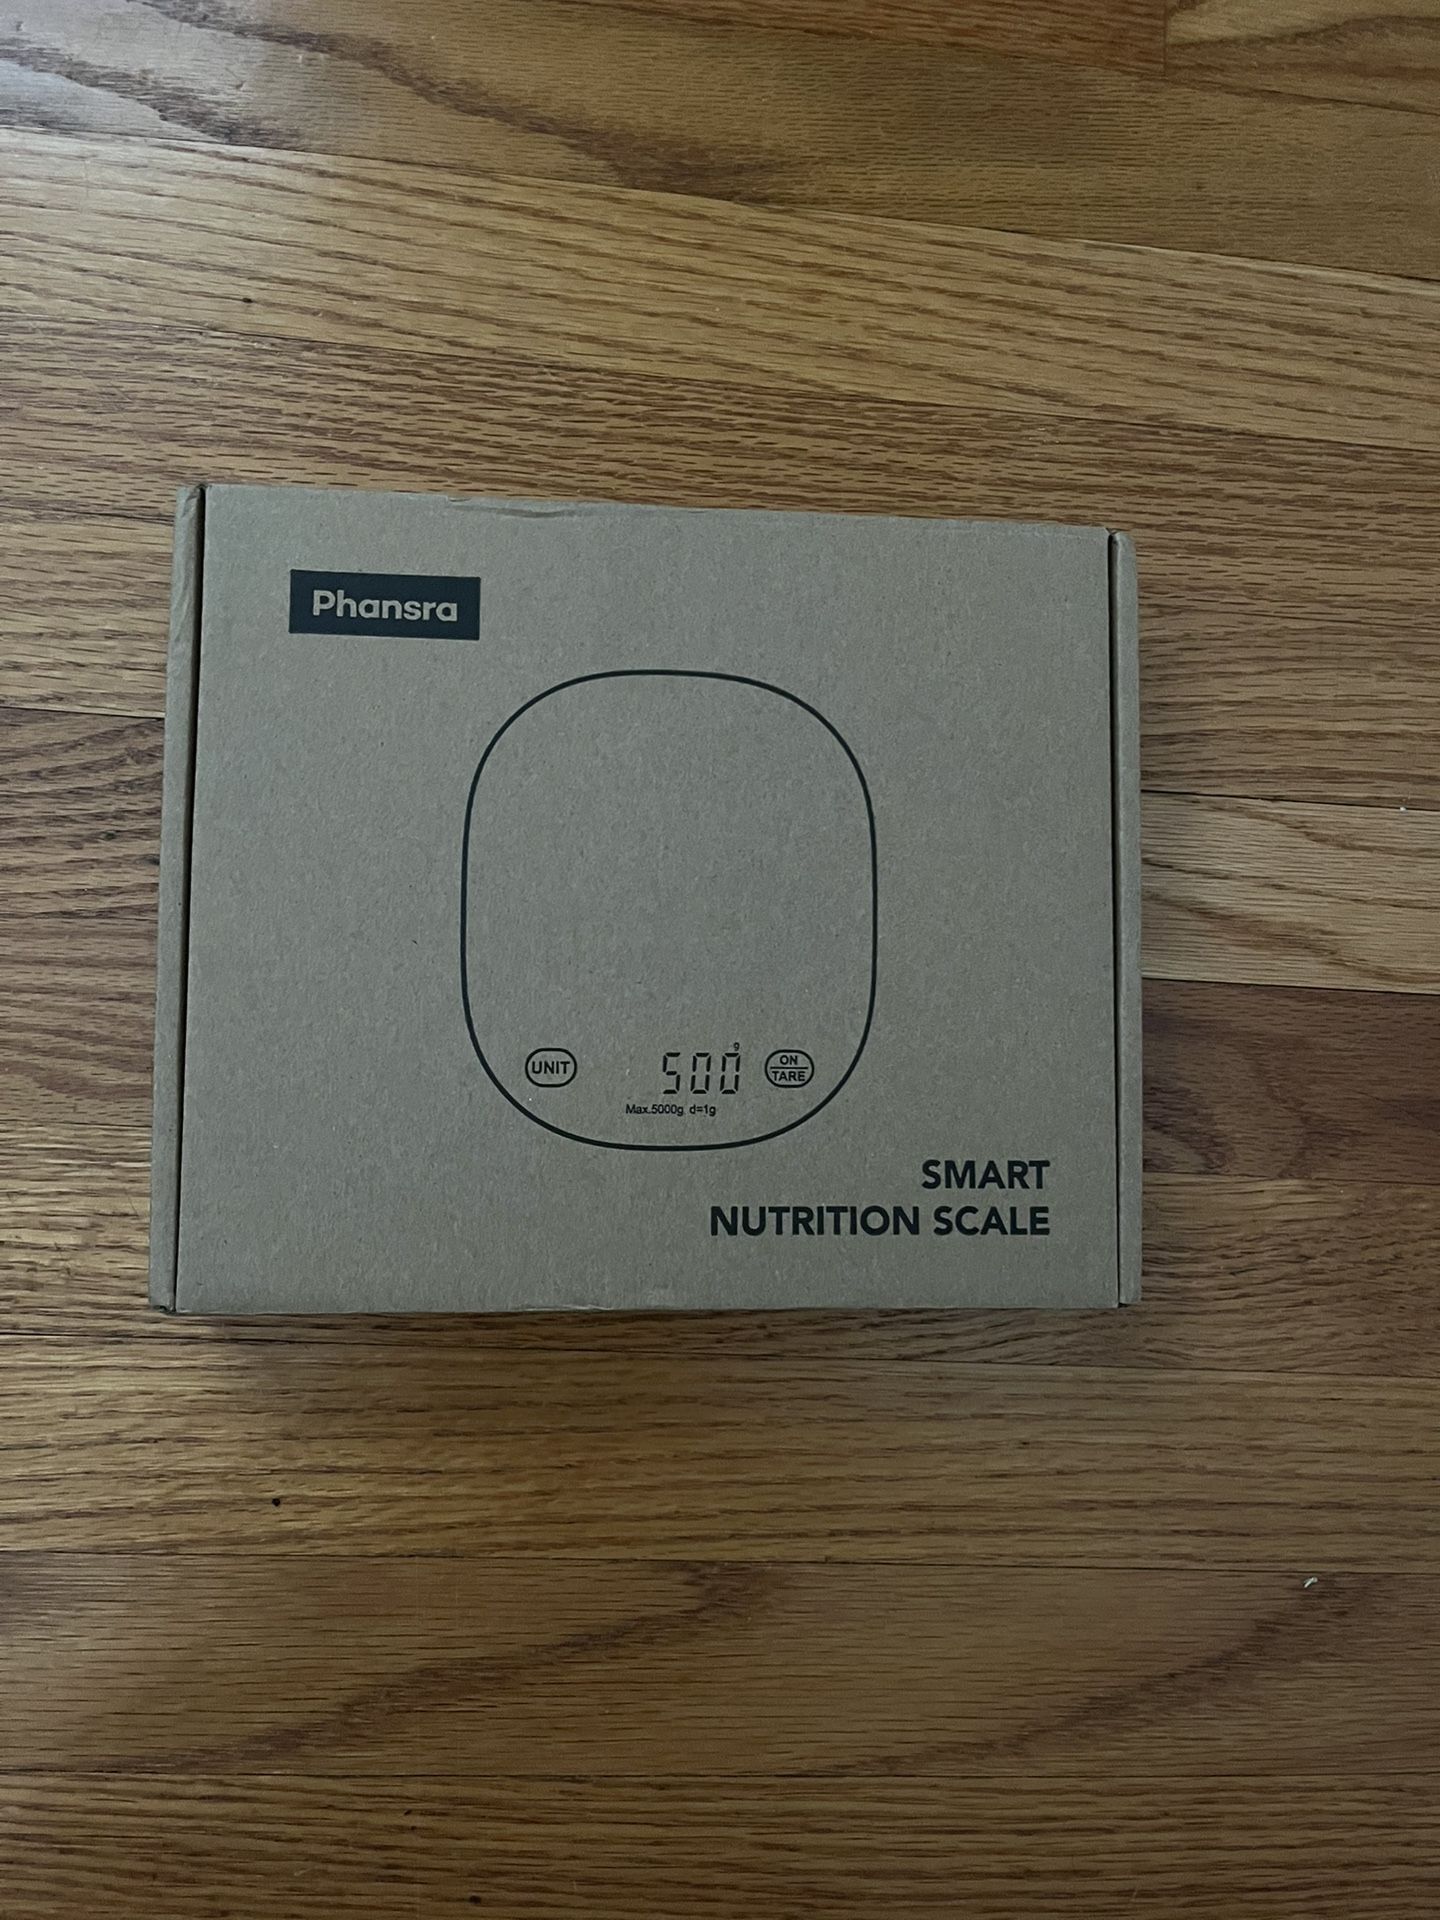 Phansra
UNIT
500 g
ON
TARE
Max.5000g d=1g
SMART
NUTRITION SCALE